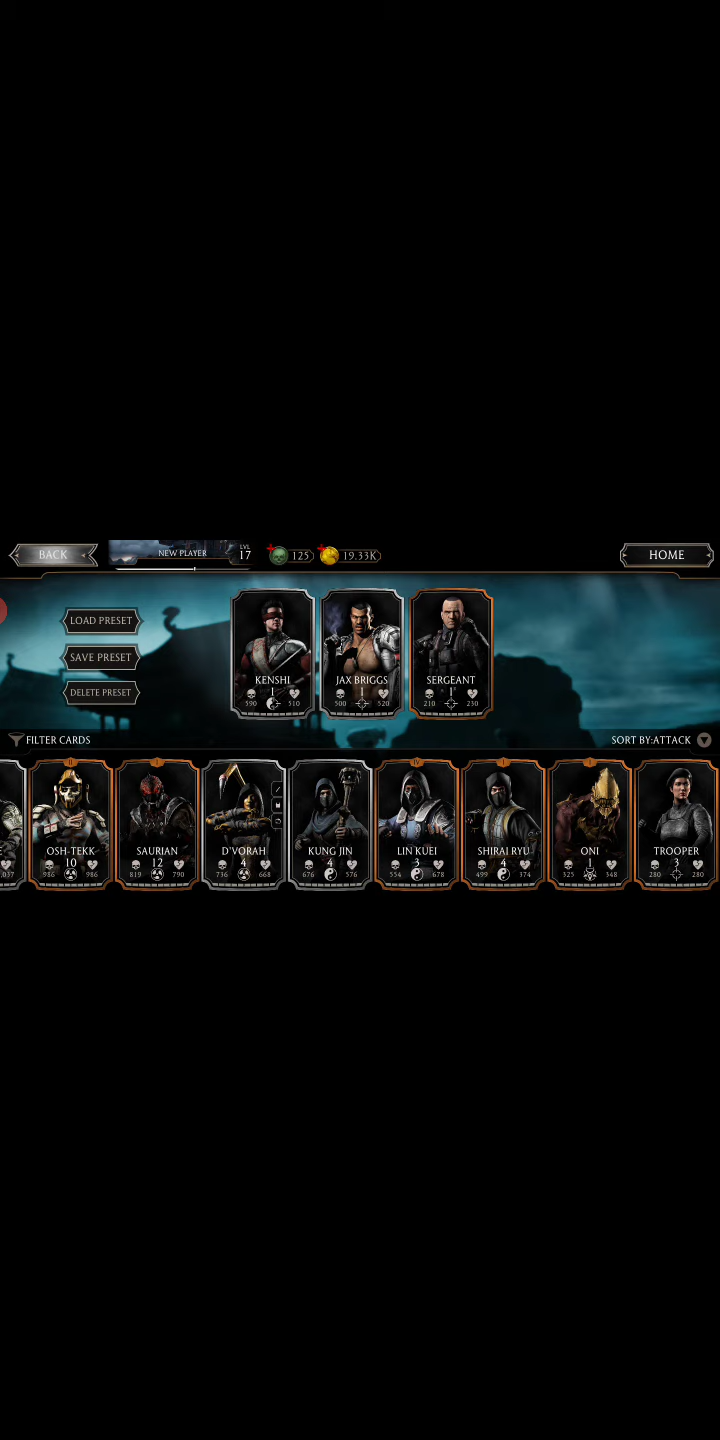 BACK
NEW PLAYER
LVL
17
125
19.33K
HOME
LOAD PRESET
SAVE PRESET
DELETE PRESET
KENSHI
1
590 510
JAX BRIGGS
1
500 520
SERGEANT
1
210 230
FILTER CARDS
SORT BY:ATTACK
,037
II
OSH-TEKK
10
986 986
I
SAURIAN
12
819 790
D'VORAH
4
736 668
KUNG JIN
4
676 576
IV
LIN KUEI
3
554 678
I
SHIRAI RYU
4
499 374
I
ONI
1
325 348
TROOPER
3
280 280